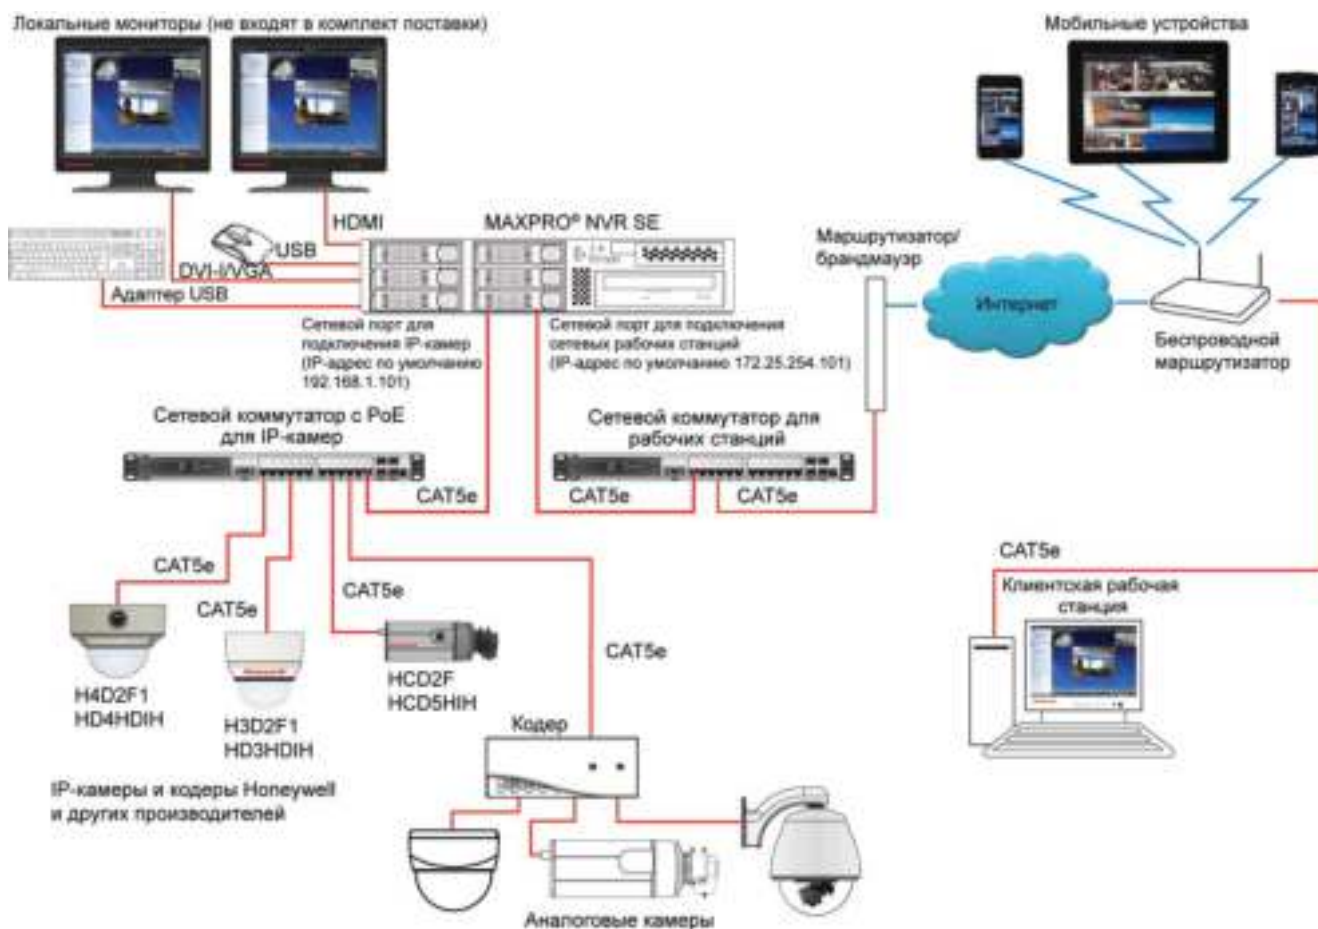 Локальные мониторы (не входят в комплект поставки)
Мобильные устройства
HDMI
MAXPRO® NVR SE
USB
DVI-I/VGA
Адаптер USB
Маршрутизатор/
брандмауэр
Интернет
Беспроводной
маршрутизатор
Сетевой порт для
подключения IP-камер
(IP-адрес по умолчанию
192.168.1.101)
Сетевой порт для подключения
сетевых рабочих станций
(IP-адрес по умолчанию 172.25.254.101)
Сетевой коммутатор с PoE
для IP-камер
Сетевой коммутатор для
рабочих станций
CAT5e
CAT5e
CAT5e
CAT5e
CAT5e
CAT5e
CAT5e
CAT5e
Клиентская рабочая
станция
H4D2F1
HD4HDIH
Honeywell
H3D2F1
HD3HDIH
HCD2F
HCD5HIH
Кодер
IP-камеры и кодеры Honeywell
и других производителей
Аналоговые камеры